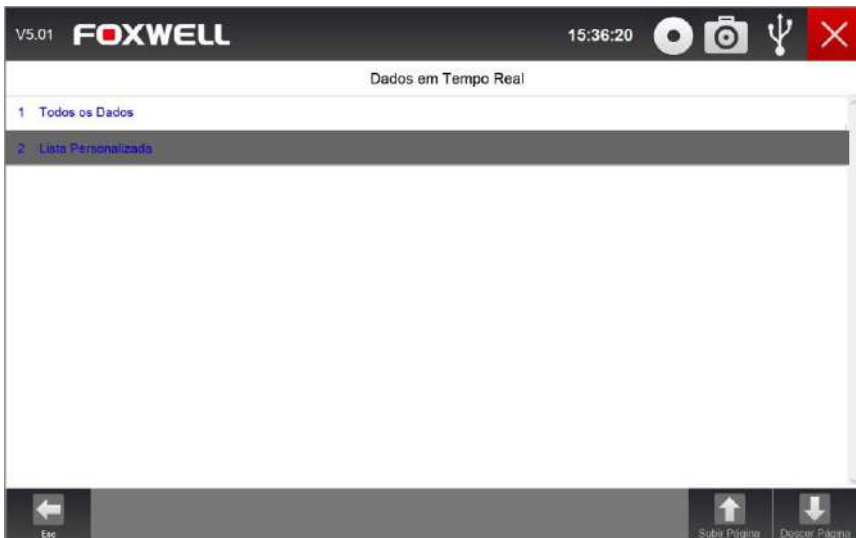 V5.01 FOXWELL 15:36:20
Dados em Tempo Real
1 Todos os Dados
2 Lista Personalizada
Esc Subir Página Descer Página